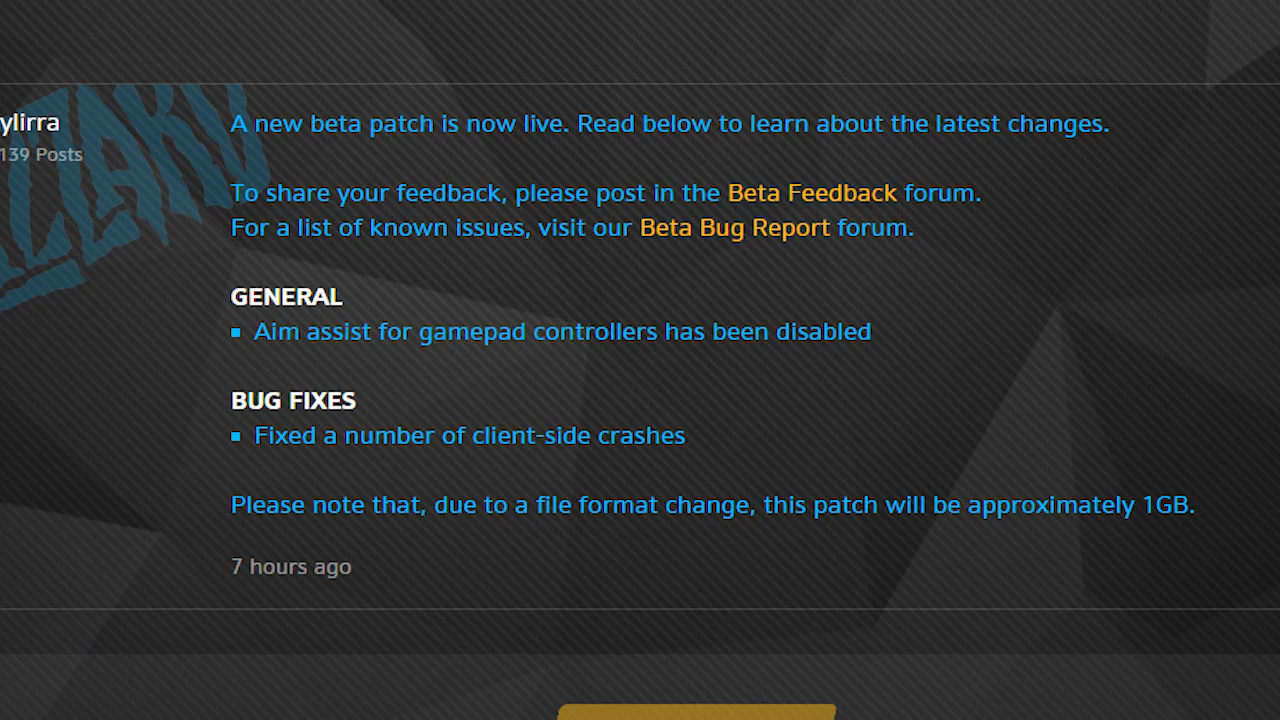 ylirra
139 Posts
A new beta patch is now live. Read below to learn about the latest changes.
To share your feedback, please post in the Beta Feedback forum.
For a list of known issues, visit our Beta Bug Report forum.
GENERAL
Aim assist for gamepad controllers has been disabled
BUG FIXES
Fixed a number of client-side crashes
Please note that, due to a file format change, this patch will be approximately 1GB.
7 hours ago